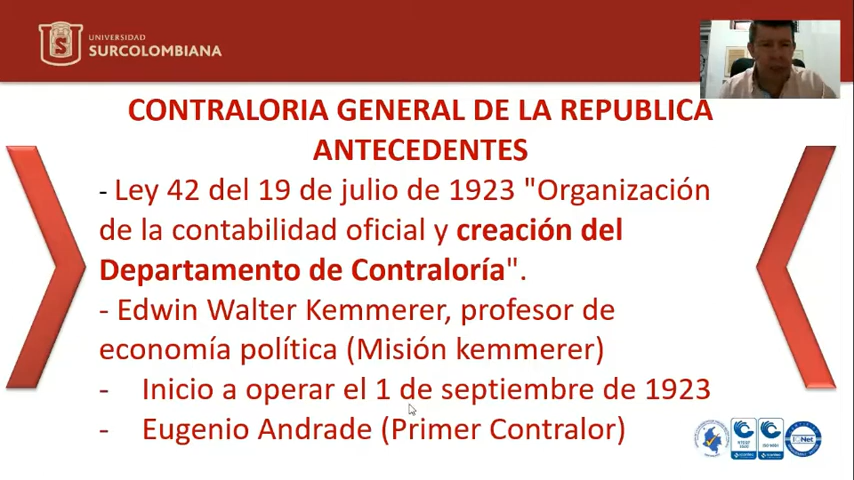 UNIVERSIDAD
SURCOLOMBIANA
CONTRALORIA GENERAL DE LA REPUBLICA
ANTECEDENTES
- Ley 42 del 19 de julio de 1923 "Organización
de la contabilidad oficial y creación del
Departamento de Contraloría".
- Edwin Walter Kemmerer, profesor de
economía política (Misión kemmerer)
- Inicio a operar el 1 de septiembre de 1923
- Eugenio Andrade (Primer Contralor)
IQNet